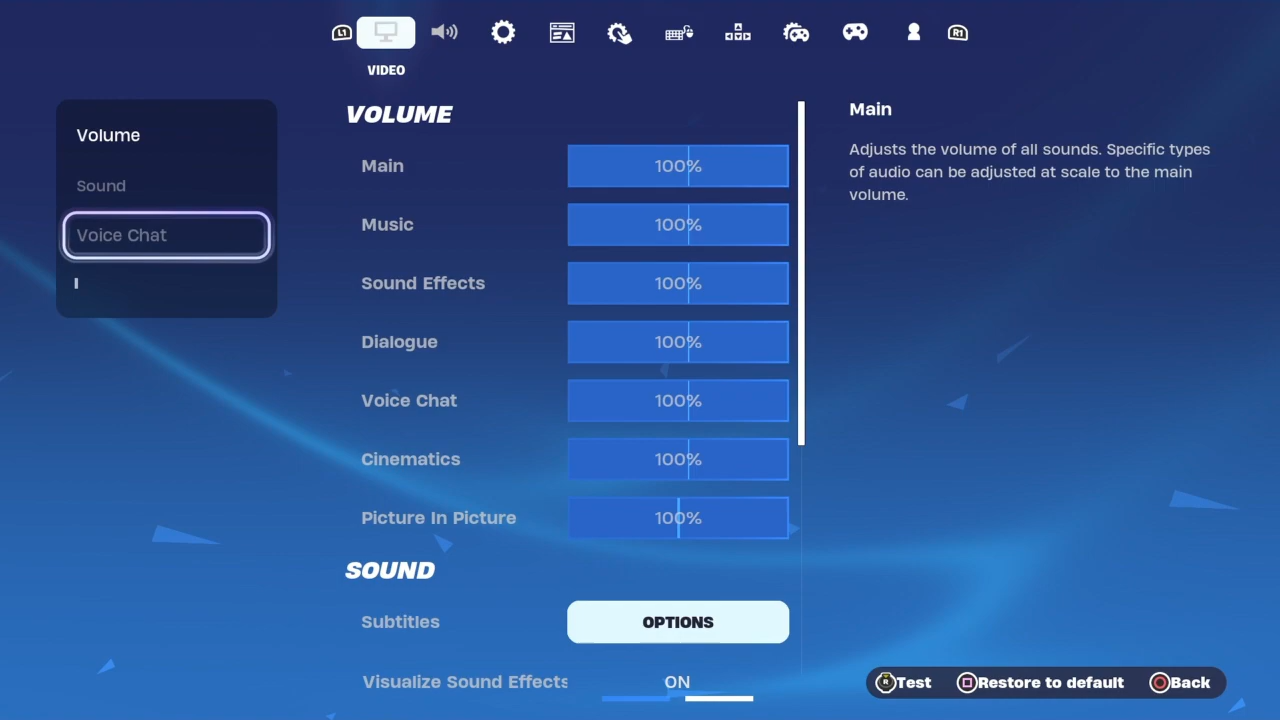 L1
R1
VIDEO
Volume
Sound
Voice Chat
VOLUME
Main 100%
Music 100%
Sound Effects 100%
Dialogue 100%
Voice Chat 100%
Cinematics 100%
Picture In Picture 100%
SOUND
Subtitles OPTIONS
Visualize Sound Effects ON
Main
Adjusts the volume of all sounds. Specific types
of audio can be adjusted at scale to the main
volume.
R Test Restore to default Back